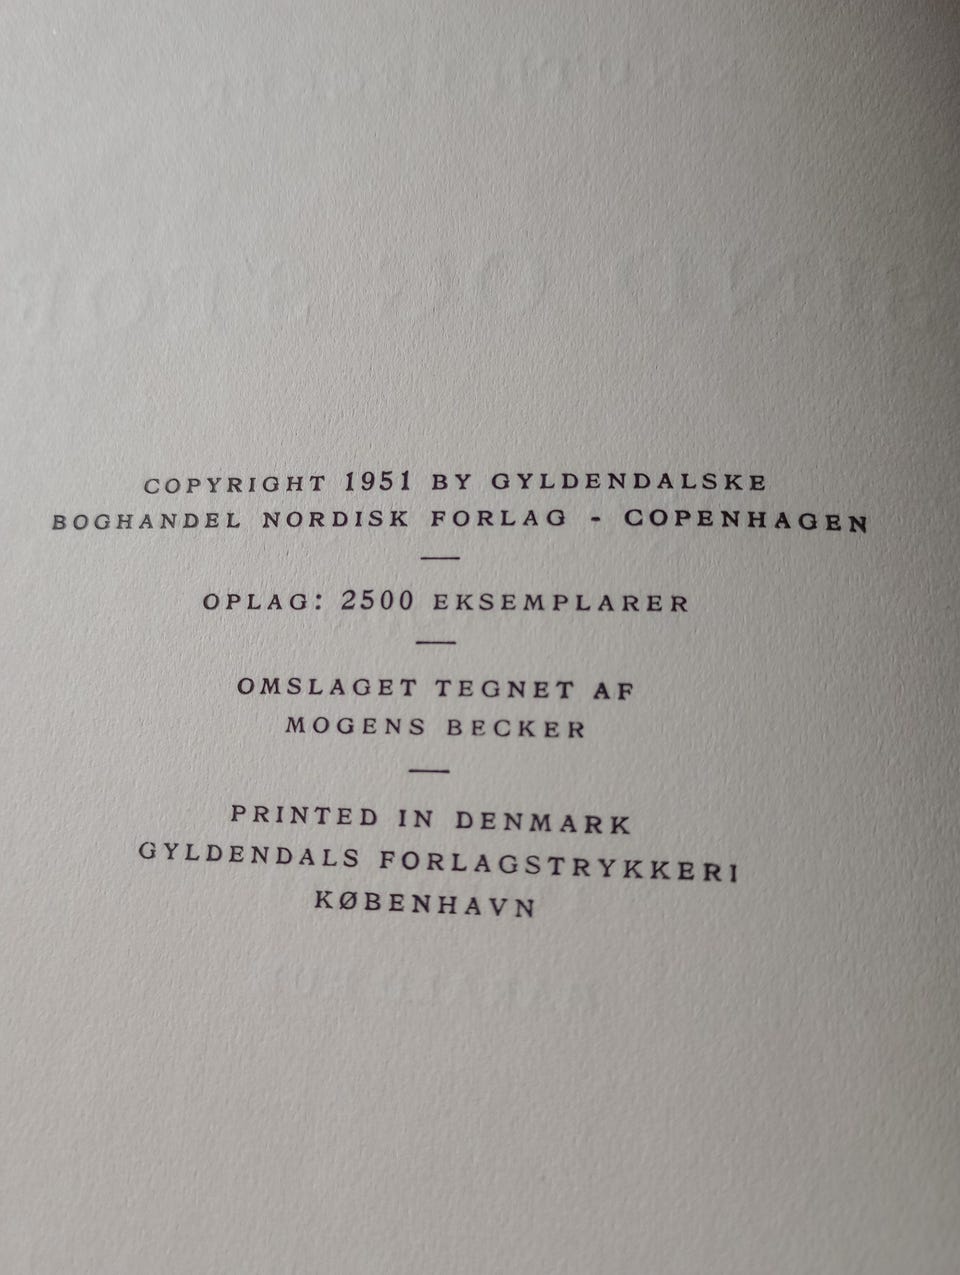 COPYRIGHT 1951 BY GYLDENDALSKE
BOGHANDEL NORDISK FORLAG - COPENHAGEN
OPLAG: 2500 EKSEMPLARER
OMSLAGET TEGNET AF
MOGENS BECKER
PRINTED IN DENMARK
GYLDENDALS FORLAGSTRYKKERI
KØBENHAVN